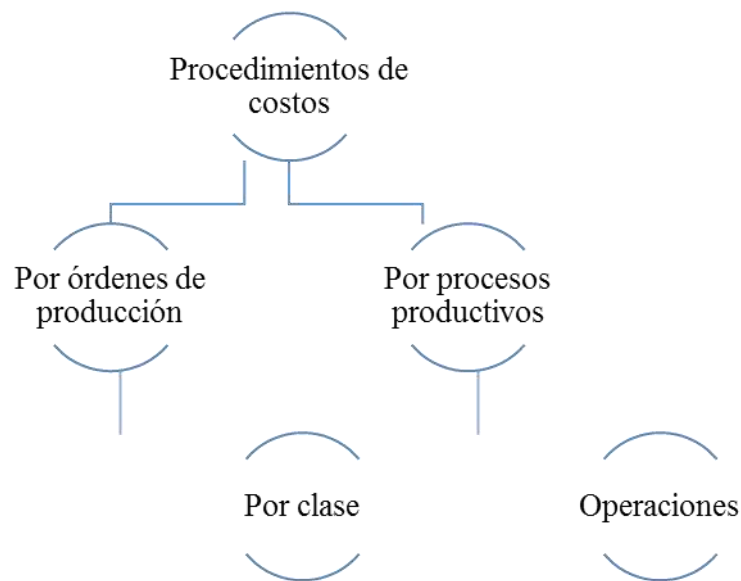 Procedimientos de
costos
Por órdenes de
producción
Por procesos
productivos
Por clase
Operaciones